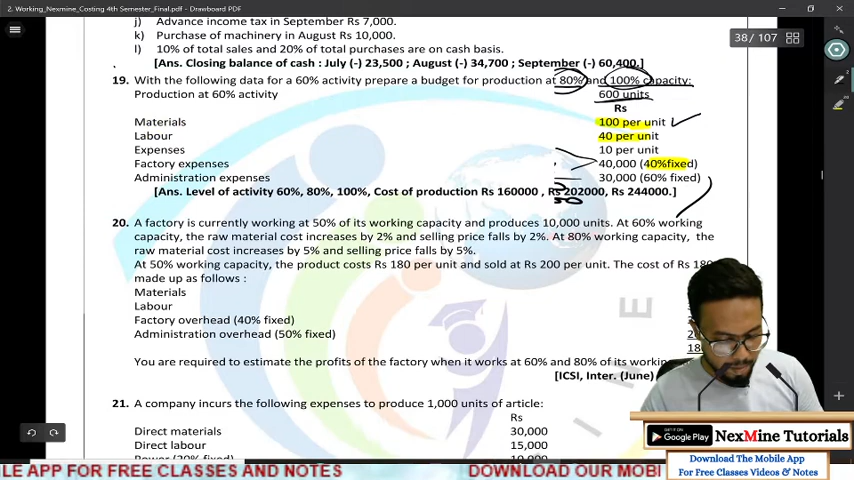 2. Working_Nexmine_Costing 4th Semester_Final.pdf - Drawboard PDF
38 / 107
j) Advance income tax in September Rs 7,000.
k) Purchase of machinery in August Rs 10,000.
l) 10% of total sales and 20% of total purchases are on cash basis.
[Ans. Closing balance of cash : July (-) 23,500 ; August (-) 34,700 ; September (-) 60,400.]
19. With the following data for a 60% activity prepare a budget for production at 80% and 100% capacity:
Production at 60% activity 600 units
Rs
Materials 100 per unit
Labour 40 per unit
Expenses 10 per unit
Factory expenses 40,000 (40%fixed)
Administration expenses 30,000 (60% fixed)
[Ans. Level of activity 60%, 80%, 100%, Cost of production Rs 160000 , Rs 202000, Rs 244000.]
20. A factory is currently working at 50% of its working capacity and produces 10,000 units. At 60% working
capacity, the raw material cost increases by 2% and selling price falls by 2%. At 80% working capacity, the
raw material cost increases by 5% and selling price falls by 5%.
At 50% working capacity, the product costs Rs 180 per unit and sold at Rs 200 per unit. The cost of Rs 180
made up as follows :
Materials
Labour
Factory overhead (40% fixed)
Administration overhead (50% fixed)
You are required to estimate the profits of the factory when it works at 60% and 80% of its working
[ICSI, Inter. (June)
21. A company incurs the following expenses to produce 1,000 units of article:
Rs
Direct materials 30,000
Direct labour 15,000
Power (20% fixed) 10,000
GET IT ON
Google Play
NexMine Tutorials
Download The Mobile App
For Free Classes Videos & Notes
LE APP FOR FREE CLASSES AND NOTES
DOWNLOAD OUR MOBI